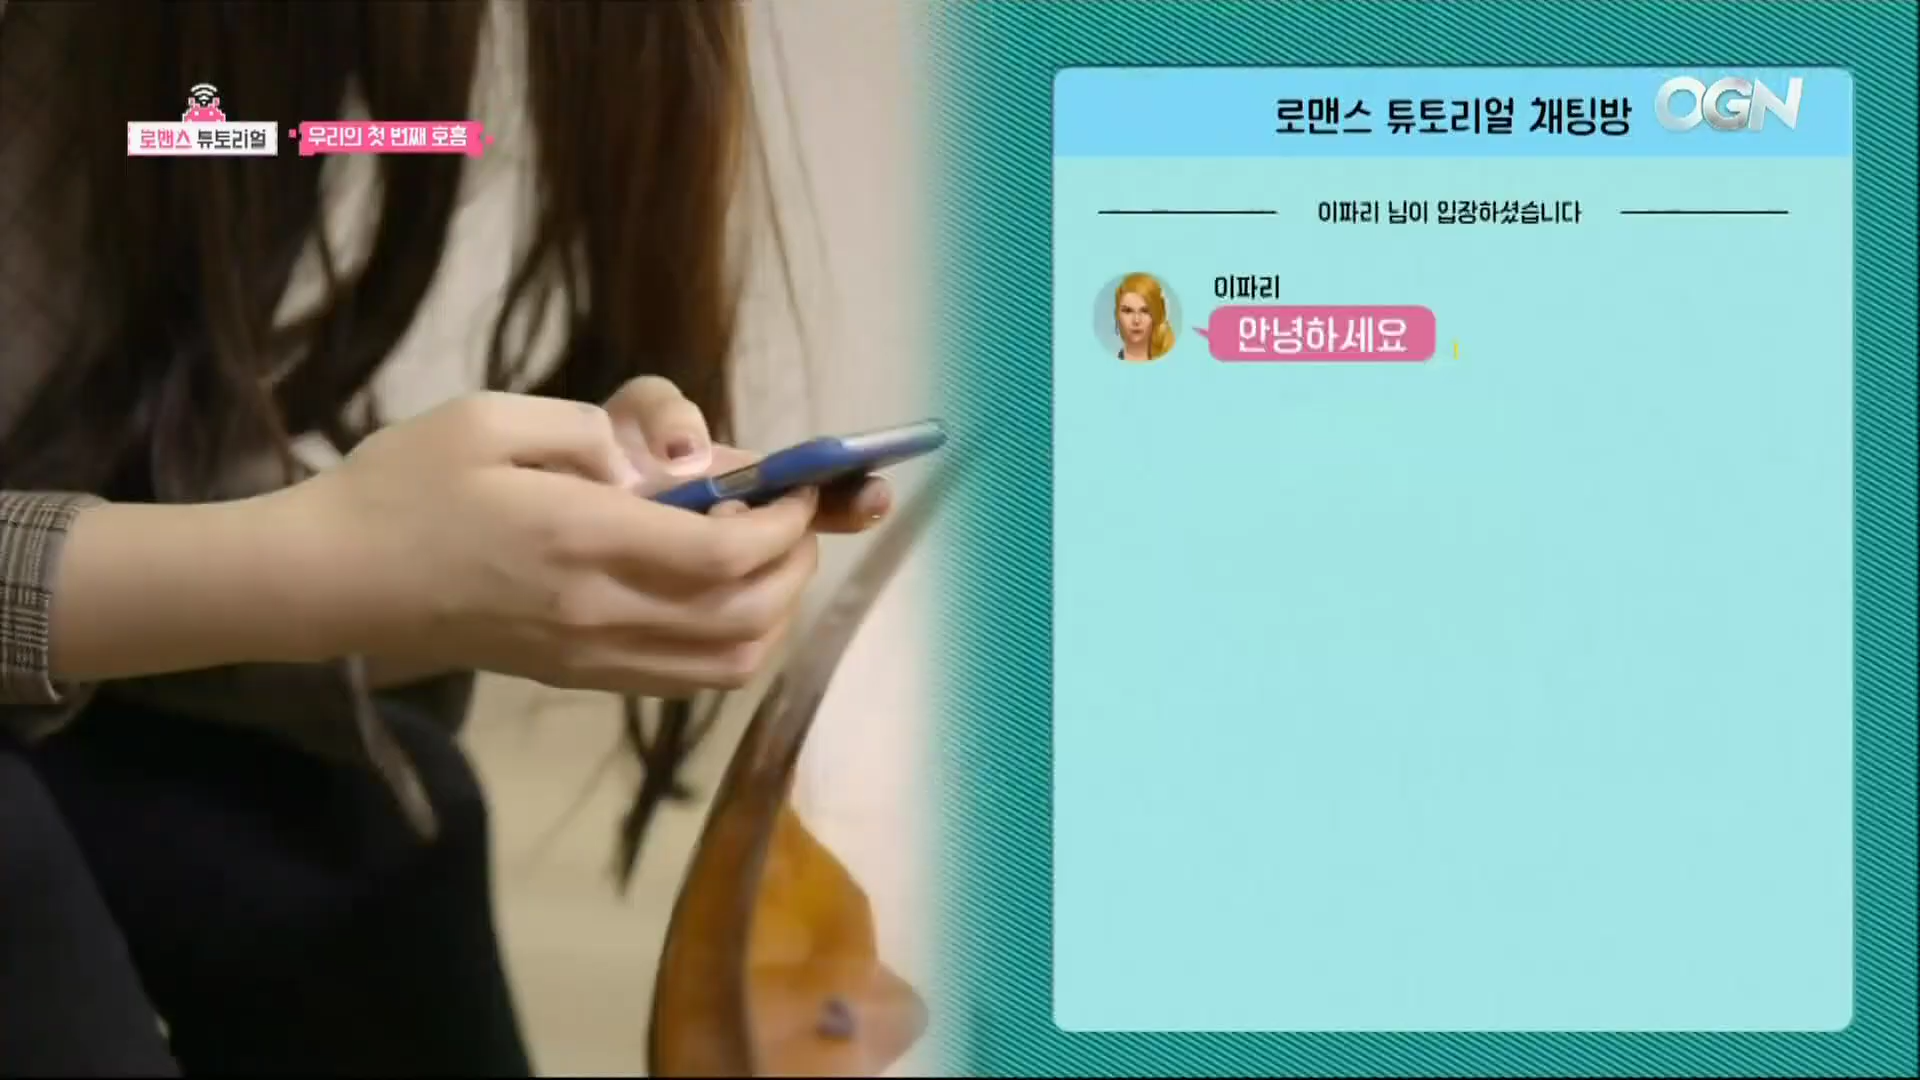 로맨스 튜토리얼
우리의 첫 번째 호흡
로맨스 튜토리얼 채팅방
OGN
이파리 님이 입장하셨습니다
이파리
안녕하세요